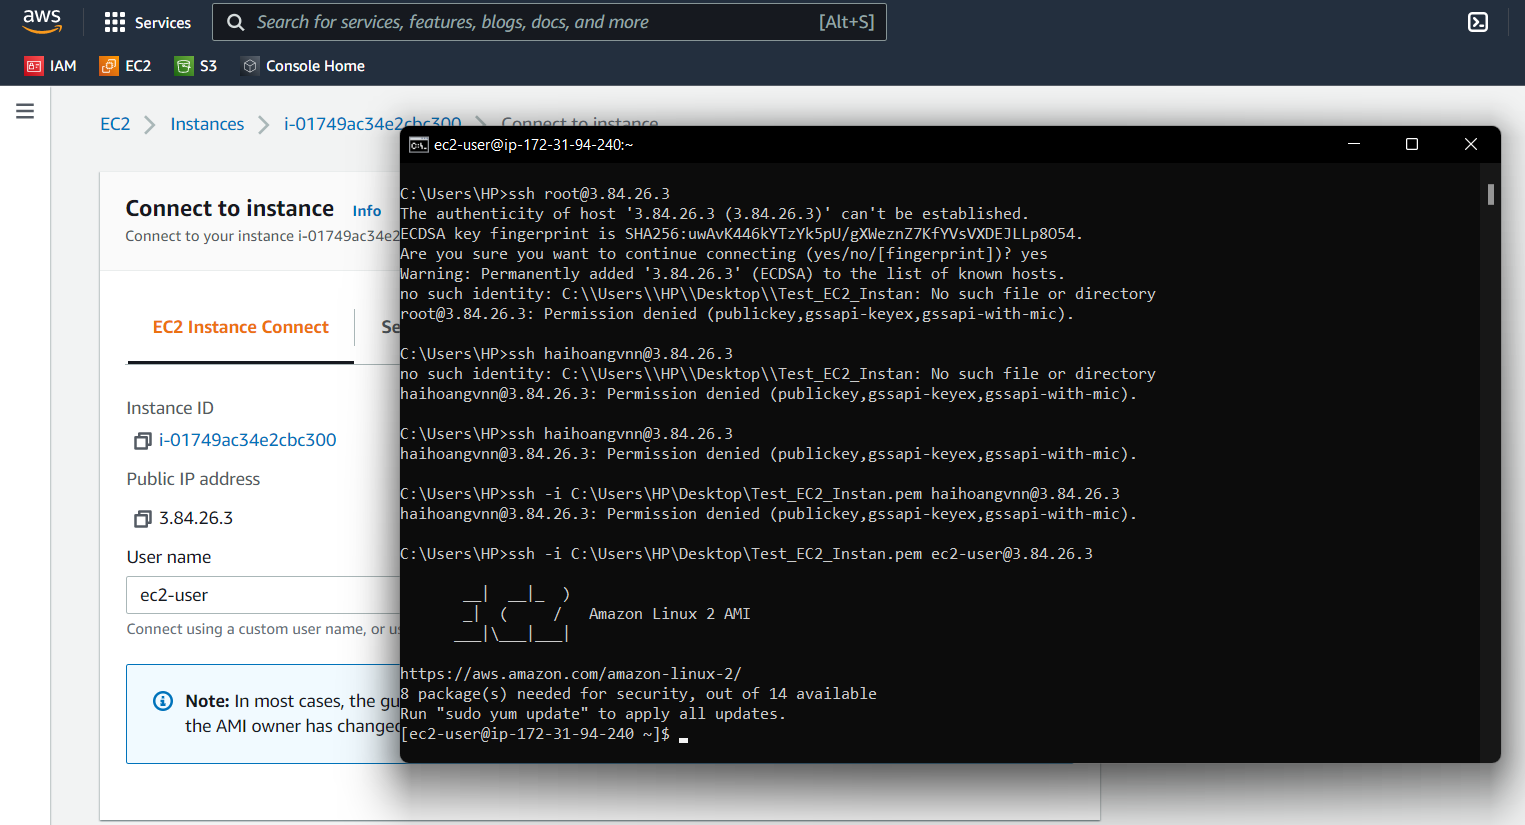 aws
Services
Search for services, features, blogs, docs, and more
[Alt+S]
IAM
EC2
S3
Console Home
EC2
Instances
i-01749ac34e2cbc300
Connect to instance
Connect to instance
Info
Connect to your instance i-01749ac34e2
EC2 Instance Connect
Se
Instance ID
i-01749ac34e2cbc300
Public IP address
3.84.26.3
User name
ec2-user
Connect using a custom user name, or us
Note: In most cases, the gu
the AMI owner has changed
ec2-user@ip-172-31-94-240:~
C:\Users\HP>ssh root@3.84.26.3
The authenticity of host '3.84.26.3 (3.84.26.3)' can't be established.
ECDSA key fingerprint is SHA256:uwAvK446kYTzYk5pU/gXWeznZ7KfYVsVXDEJLLp8O54.
Are you sure you want to continue connecting (yes/no/[fingerprint])? yes
Warning: Permanently added '3.84.26.3' (ECDSA) to the list of known hosts.
no such identity: C:\\Users\\HP\\Desktop\\Test_EC2_Instan: No such file or directory
root@3.84.26.3: Permission denied (publickey,gssapi-keyex,gssapi-with-mic).
C:\Users\HP>ssh haihoangvnn@3.84.26.3
no such identity: C:\\Users\\HP\\Desktop\\Test_EC2_Instan: No such file or directory
haihoangvnn@3.84.26.3: Permission denied (publickey,gssapi-keyex,gssapi-with-mic).
C:\Users\HP>ssh haihoangvnn@3.84.26.3
haihoangvnn@3.84.26.3: Permission denied (publickey,gssapi-keyex,gssapi-with-mic).
C:\Users\HP>ssh -i C:\Users\HP\Desktop\Test_EC2_Instan.pem haihoangvnn@3.84.26.3
haihoangvnn@3.84.26.3: Permission denied (publickey,gssapi-keyex,gssapi-with-mic).
C:\Users\HP>ssh -i C:\Users\HP\Desktop\Test_EC2_Instan.pem ec2-user@3.84.26.3
__|  __|_  )
_|  (     /   Amazon Linux 2 AMI
___|\___|___|
https://aws.amazon.com/amazon-linux-2/
8 package(s) needed for security, out of 14 available
Run "sudo yum update" to apply all updates.
[ec2-user@ip-172-31-94-240 ~]$